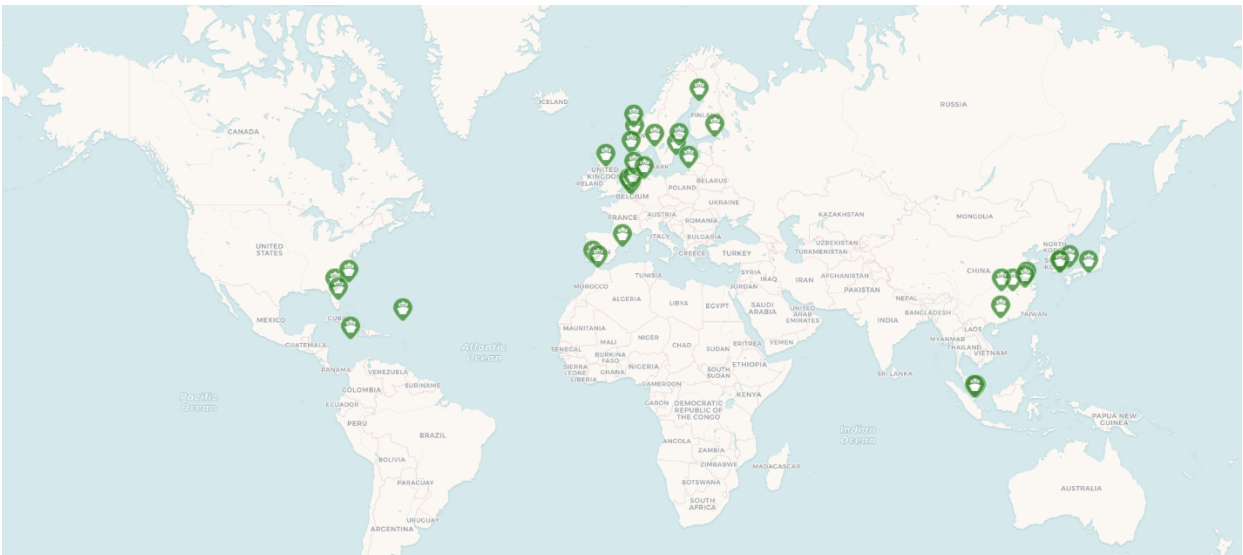 ICELAND
RUSSIA
CANADA
FINLAND
UNITED
KINGDOM
IRELAND
BELARUS
POLAND
BELGIUM
UKRAINE
FRANCE
AUSTRIA
ROMANIA
KAZAKHSTAN
MONGOLIA
ITALY
BULGARIA
UNITED
STATES
GREECE
TURKEY
UZBEKISTAN
TURKMENISTAN
NORTH
CHINA
TUNISIA
SYRIA
IRAQ
IRAN
AFGHANISTAN
MOROCCO
JORDAN
PAKISTAN
ALGERIA
LIBYA
EGYPT
SAUDI
ARABIA
UNITED
ARAB
EMIRATES
NEPAL
BANGLADESH
TAIWAN
MEXICO
CUBA
INDIA
MYANMAR
LAOS
THAILAND
VIETNAM
GUATEMALA
MAURITANIA
MALI
NIGER
CHAD
SUDAN
ERITREA
YEMEN
Atlantic
Ocean
SENEGAL
BURKINA
FASO
SIERRA
LEONE
GHANA
NIGERIA
SOUTH
SUDAN
ETHIOPIA
LIBERIA
CAMEROON
SRI LANKA
PANAMA
VENEZUELA
COLOMBIA
SURINAME
ECUADOR
KENYA
GABON
DEMOCRATIC
REPUBLIC OF
THE CONGO
Pacific
Ocean
PERÚ
BRAZIL
PAPUA NEW
GUINEA
Indian
Ocean
ANGOLA
ZAMBIA
BOLIVIA
ZIMBABWE
MADAGASCAR
PARAGUAY
BOTSWANA
AUSTRALIA
SOUTH
AFRICA
URUGUAY
ARGENTINA